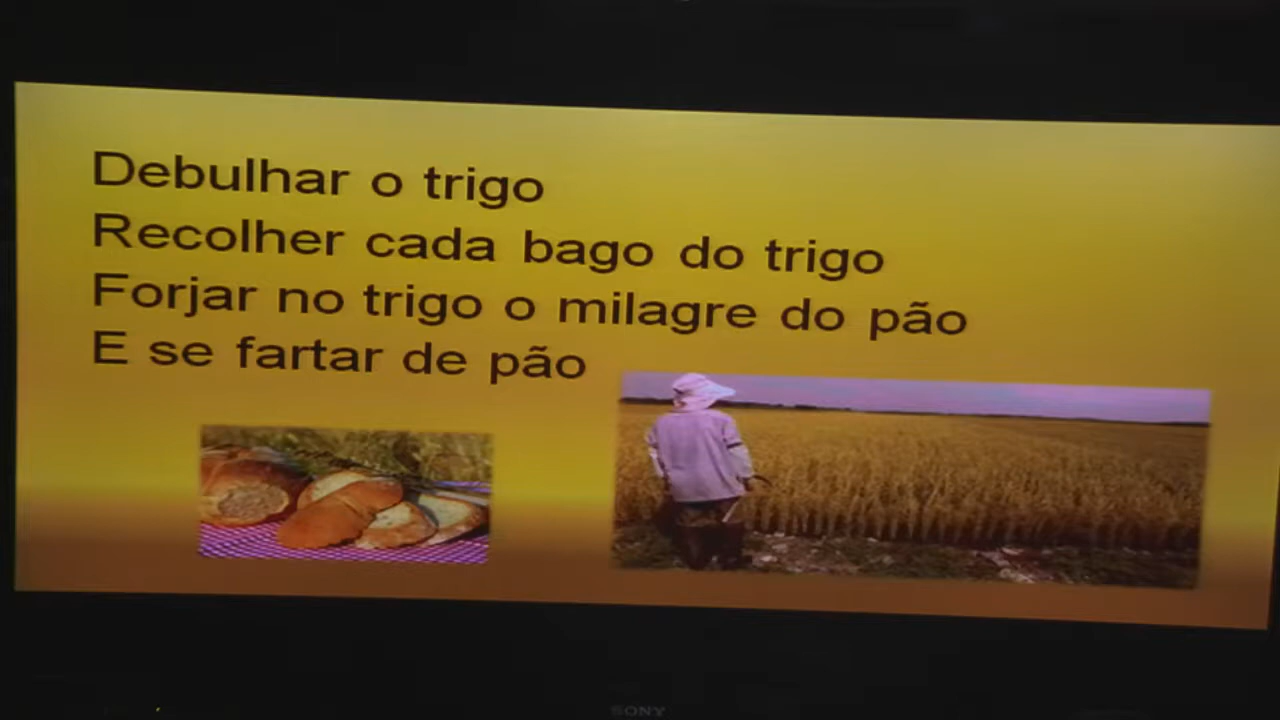 Debulhar o trigo
Recolher cada bago do trigo
Forjar no trigo o milagre do pão
E se fartar de pão
SONY